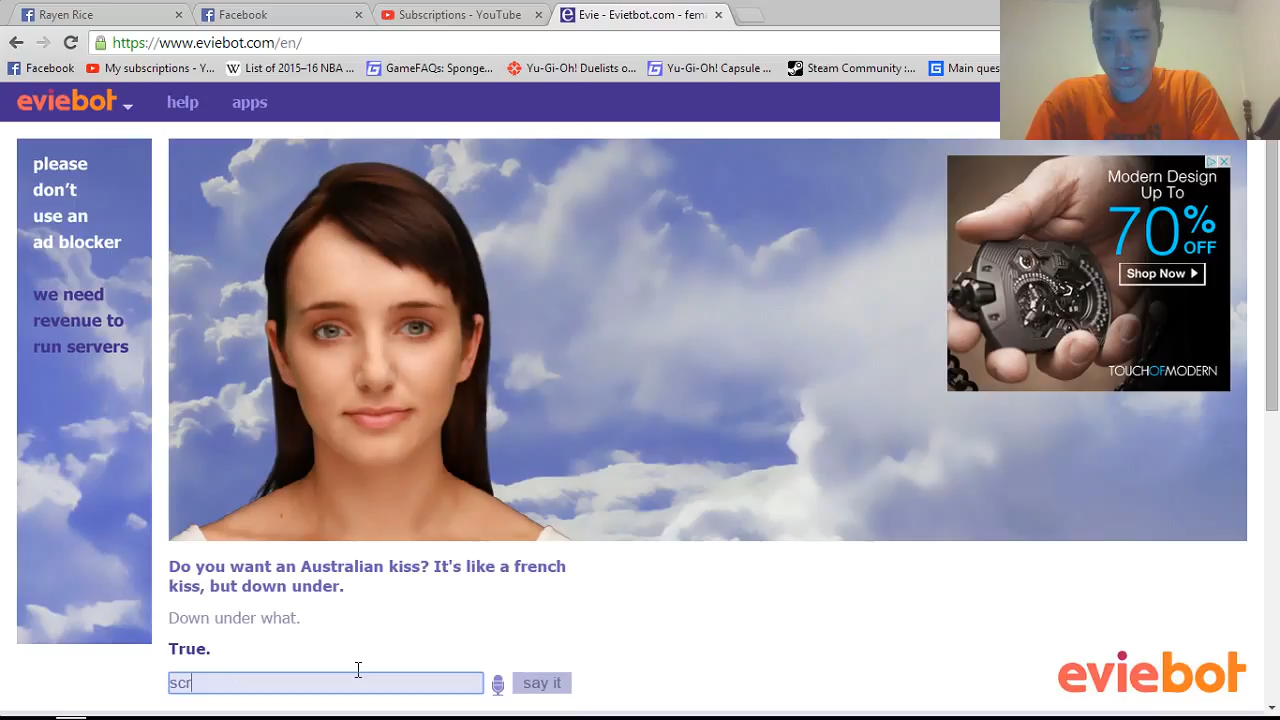 Rayen Rice
Facebook
Subscriptions - YouTube
Evie - Eviebot.com - fem
https://www.eviebot.com/en/
Facebook
My subscriptions - Y...
List of 2015–16 NBA ...
GameFAQs: Sponge...
Yu-Gi-Oh! Duelists o...
Yu-Gi-Oh! Capsule ...
Steam Community :...
Main ques
eviebot
help
apps
please
don't
use an
ad blocker
we need
revenue to
run servers
Modern Design
Up To
70% OFF
Shop Now
TOUCHOFMODERN
Do you want an Australian kiss? It's like a french
kiss, but down under.
Down under what.
True.
scr
say it
eviebot